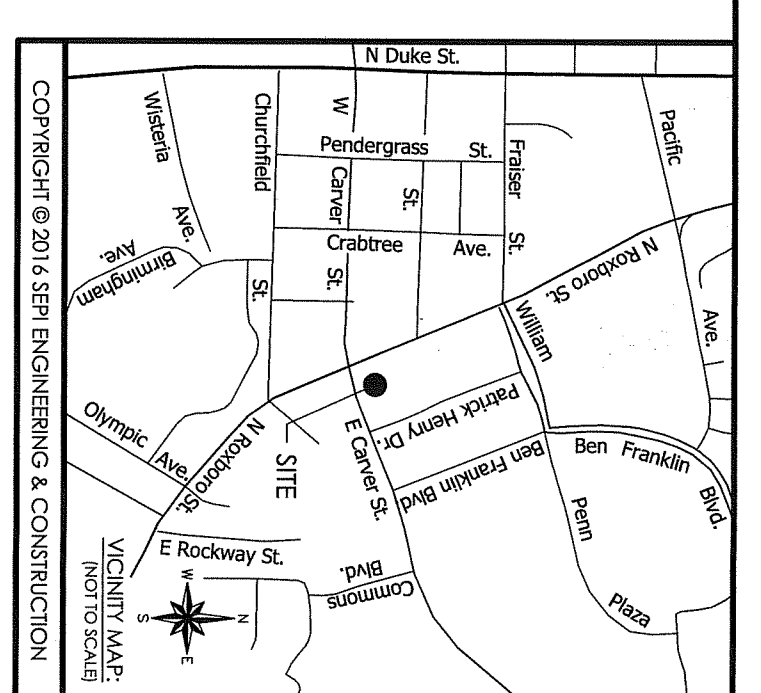 N Duke St.
Wisteria
Ave.
Churchfield
St.
W
Carver
St.
Pendergrass St.
St.
Fraiser
St.
Pacific
Ave.
Crabtree Ave.
Birmingham
Ave.
N Roxboro St.
William
Penn
Plaza
Patrick Henry Dr.
Ben Franklin Blvd
Ben Franklin Blvd.
E Carver St.
SITE
N Roxboro St.
Olympic
Ave.
E Rockway St.
Commons
Blvd.
W
S
N
E
VICINITY MAP:
(NOT TO SCALE)
COPYRIGHT © 2016 SEPI ENGINEERING & CONSTRUCTION